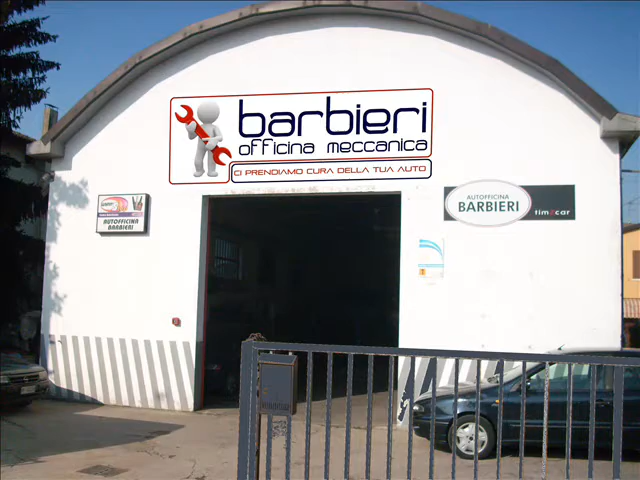 barbieri
officina meccanica
CI PRENDIAMO CURA DELLA TUA AUTO
AUTOFFICINA
BARBIERI
AUTOFFICINA
BARBIERI
tim2car